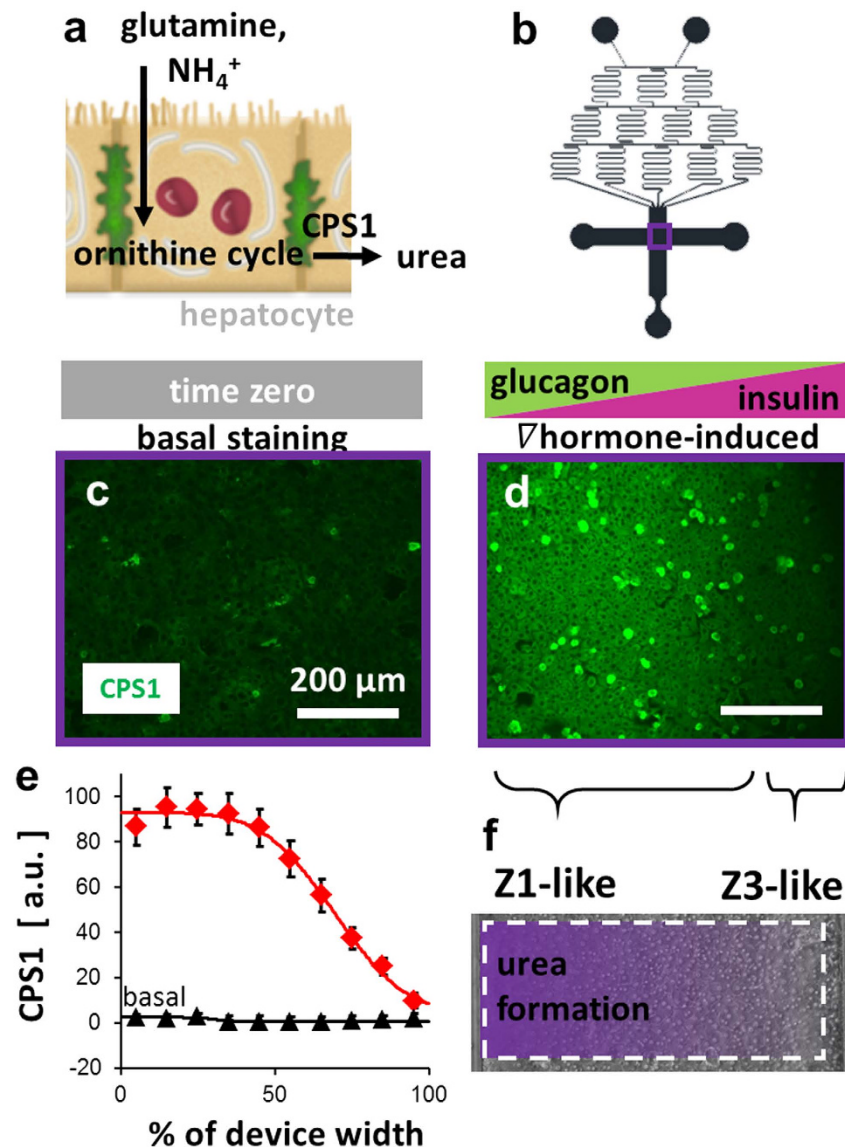 a
glutamine,
NH₄⁺
CPS1
ornithine cycle
urea
hepatocyte
b
time zero
basal staining
glucagon
insulin
∇hormone-induced
c
CPS1
200 µm
d
e
CPS1 [ a.u. ]
100
80
60
40
20
0
-20
basal
0
50
100
% of device width
f
Z1-like
Z3-like
urea
formation